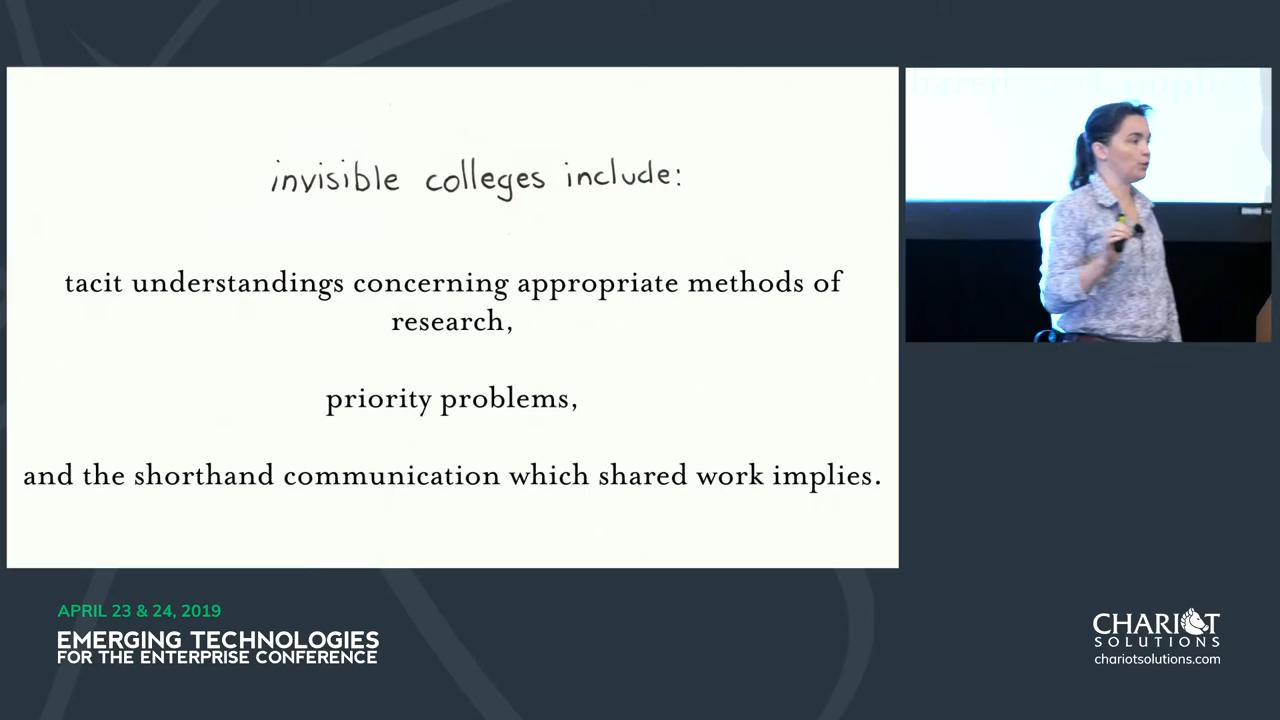 invisible colleges include:
tacit understandings concerning appropriate methods of
research,
priority problems,
and the shorthand communication which shared work implies.
APRIL 23 & 24, 2019
EMERGING TECHNOLOGIES
FOR THE ENTERPRISE CONFERENCE
CHARIOT
SOLUTIONS
chariotsolutions.com